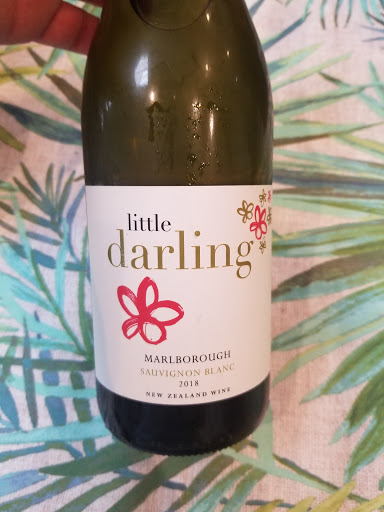 little
darling
MARLBOROUGH
SAUVIGNON BLANC
2018
NEW ZEALAND WINE